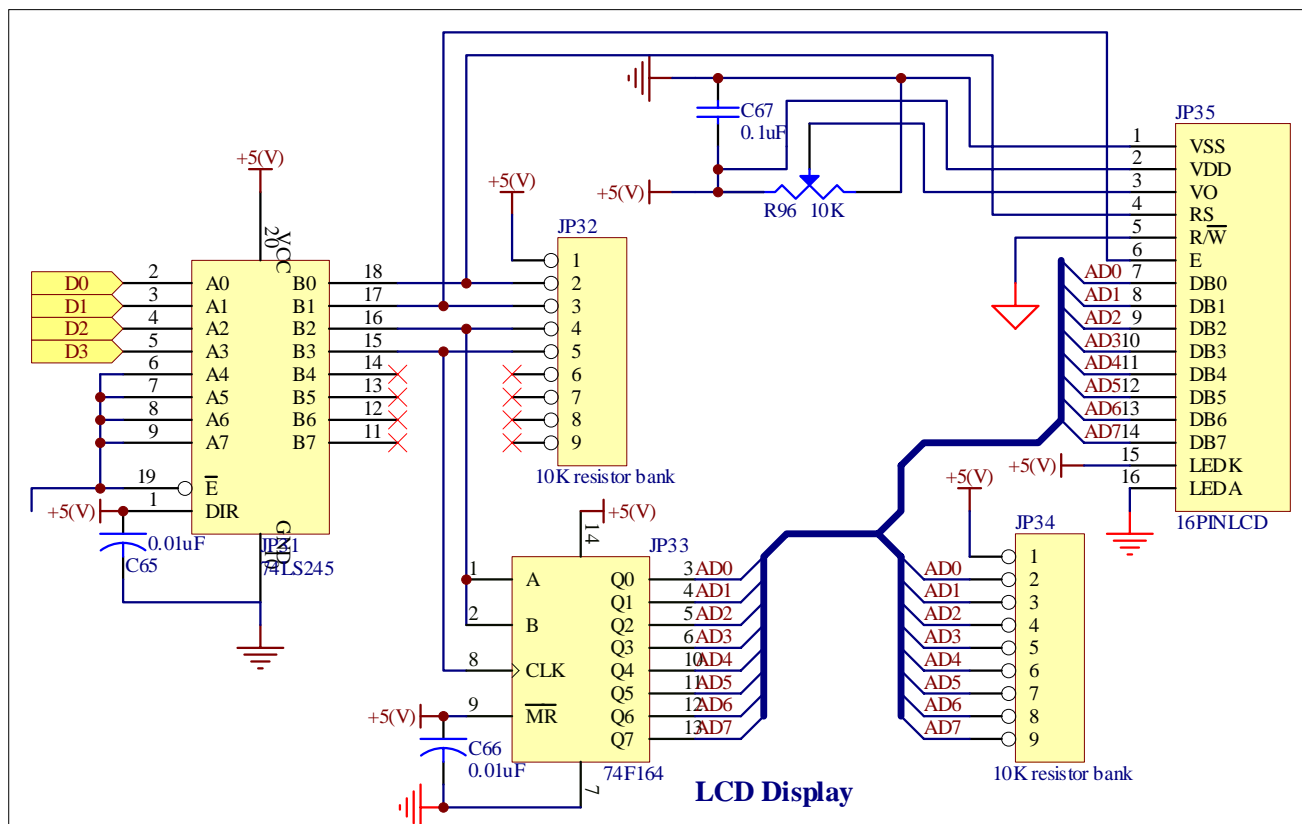 JP35
C67
0.1uF
+5(V)
R96 10K
1 VSS
2 VDD
3 VO
4 RS
5 R/W
6 E
AD0 7 DB0
AD1 8 DB1
AD2 9 DB2
AD3 10 DB3
AD4 11 DB4
AD5 12 DB5
AD6 13 DB6
AD7 14 DB7
+5(V) 15 LEDK
16 LEDA
16PINLCD
+5(V)
20 VCC
D0 2 A0 B0 18
D1 3 A1 B1 17
D2 4 A2 B2 16
D3 5 A3 B3 15
6 A4 B4 14
7 A5 B5 13
8 A6 B6 12
9 A7 B7 11
19 E
+5(V) 1 DIR
GND
0.01uF
C65
74LS245
+5(V)
JP32
1
2
3
4
5
6
7
8
9
10K resistor bank
+5(V)
14
JP33
1 A Q0 3 AD0
2 B Q1 4 AD1
Q2 5 AD2
Q3 6 AD3
8 CLK Q4 10 AD4
Q5 11 AD5
+5(V) 9 MR Q6 12 AD6
Q7 13 AD7
C66
0.01uF
7
74F164
+5(V)
JP34
1
AD0 2
AD1 3
AD2 4
AD3 5
AD4 6
AD5 7
AD6 8
AD7 9
10K resistor bank
LCD Display